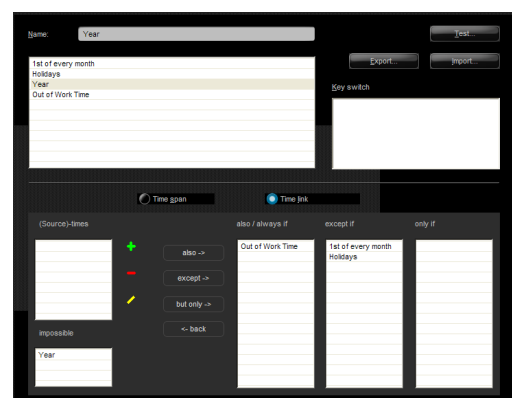 Name: Year Test...
Export... Import...
1st of every month
Holidays
Year
Out of Work Time
Key switch
Time span Time link
(Source)-times also / always if except if only if
also -> Out of Work Time 1st of every month
Holidays
except ->
but only ->
<- back
impossible
Year